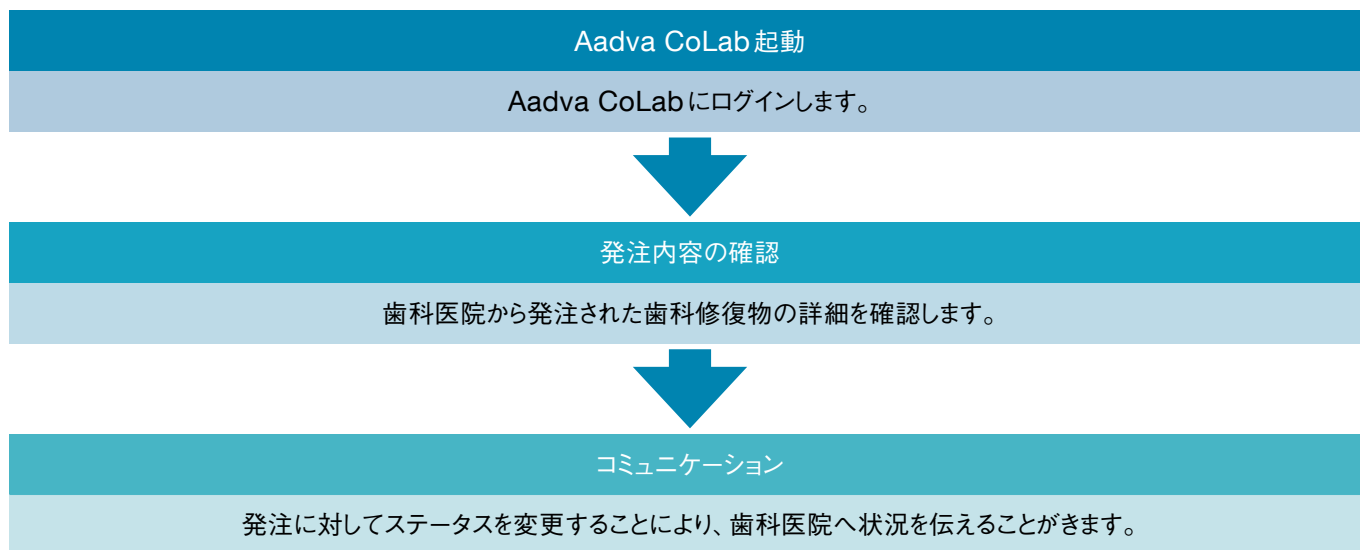 Aadva CoLab起動
Aadva CoLabにログインします。
発注内容の確認
歯科医院から発注された歯科修復物の詳細を確認します。
コミュニケーション
発注に対してステータスを変更することにより、歯科医院へ状況を伝えることがきます。